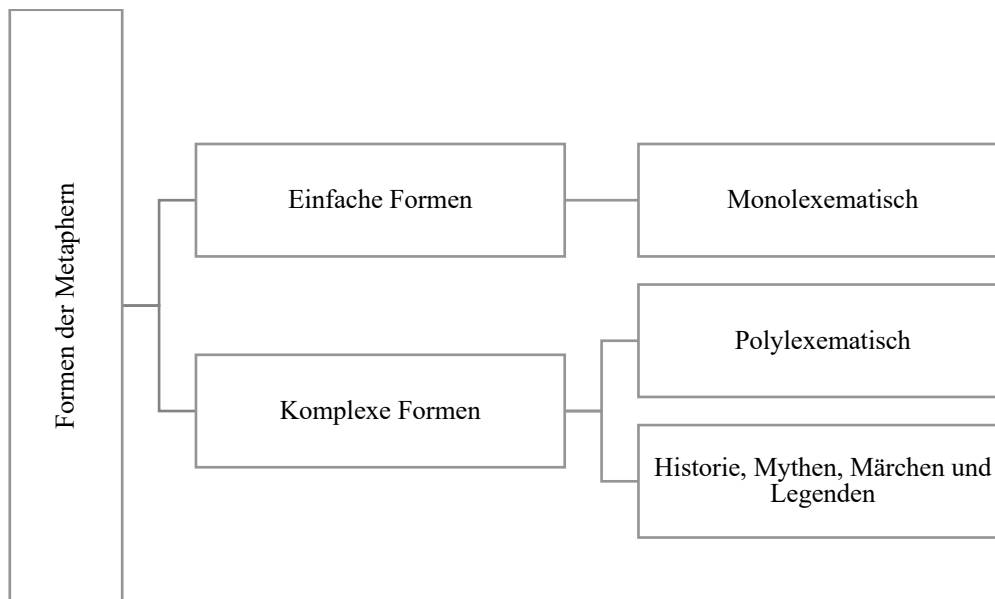 Formen der Metaphern
Einfache Formen
Monolexematisch
Komplexe Formen
Polylexematisch
Historie, Mythen, Märchen und
Legenden